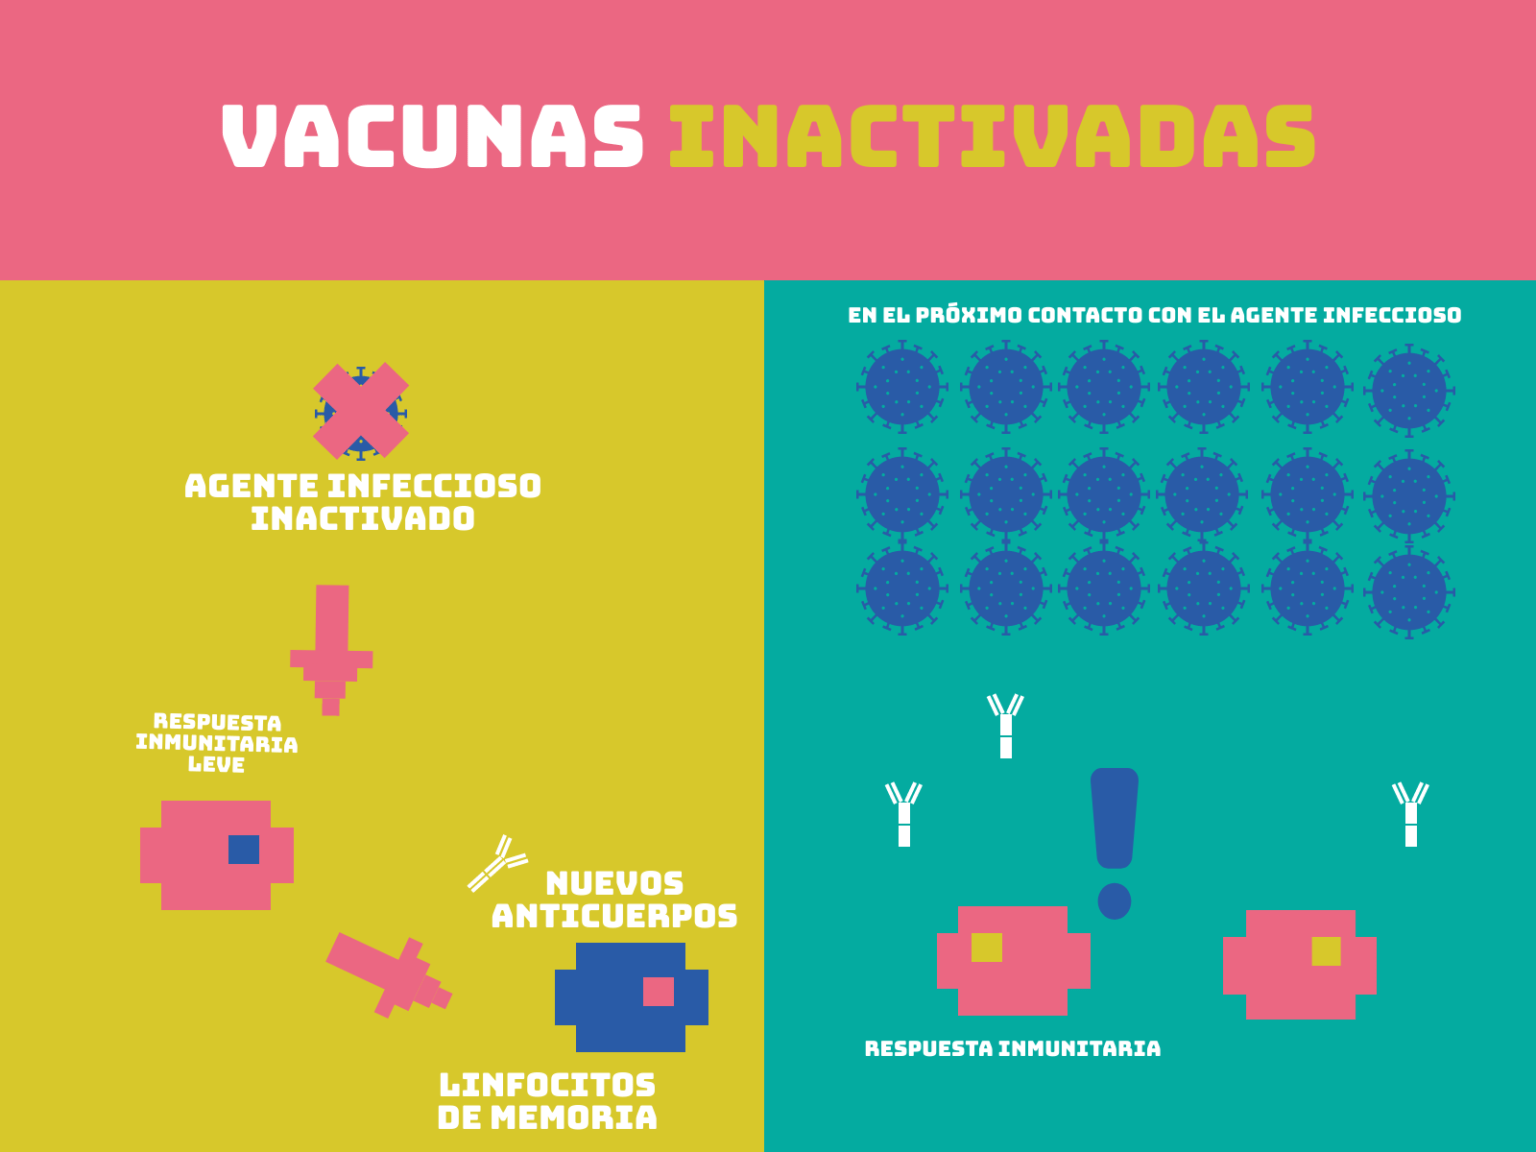 VACUNAS INACTIVADAS
AGENTE INFECCIOSO
INACTIVADO
RESPUESTA
INMUNITARIA
LEVE
NUEVOS
ANTICUERPOS
LINFOCITOS
DE MEMORIA
EN EL PRÓXIMO CONTACTO CON EL AGENTE INFECCIOSO
RESPUESTA INMUNITARIA